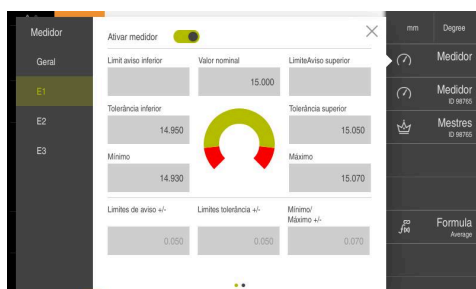 Medidor
Geral
E1
E2
E3
Ativar medidor
Limit aviso inferior
Valor nominal
LimiteAviso superior
15.000
Tolerância inferior
Tolerância superior
14.950
15.050
Mínimo
Máximo
14.930
15.070
Limites de aviso +/-
Limites tolerância +/-
Mínimo/
Máximo +/-
0.050
0.050
0.070
mm
Degree
Medidor
Medidor
ID 98765
Mestres
ID 98765
f(x)
Formula
Average